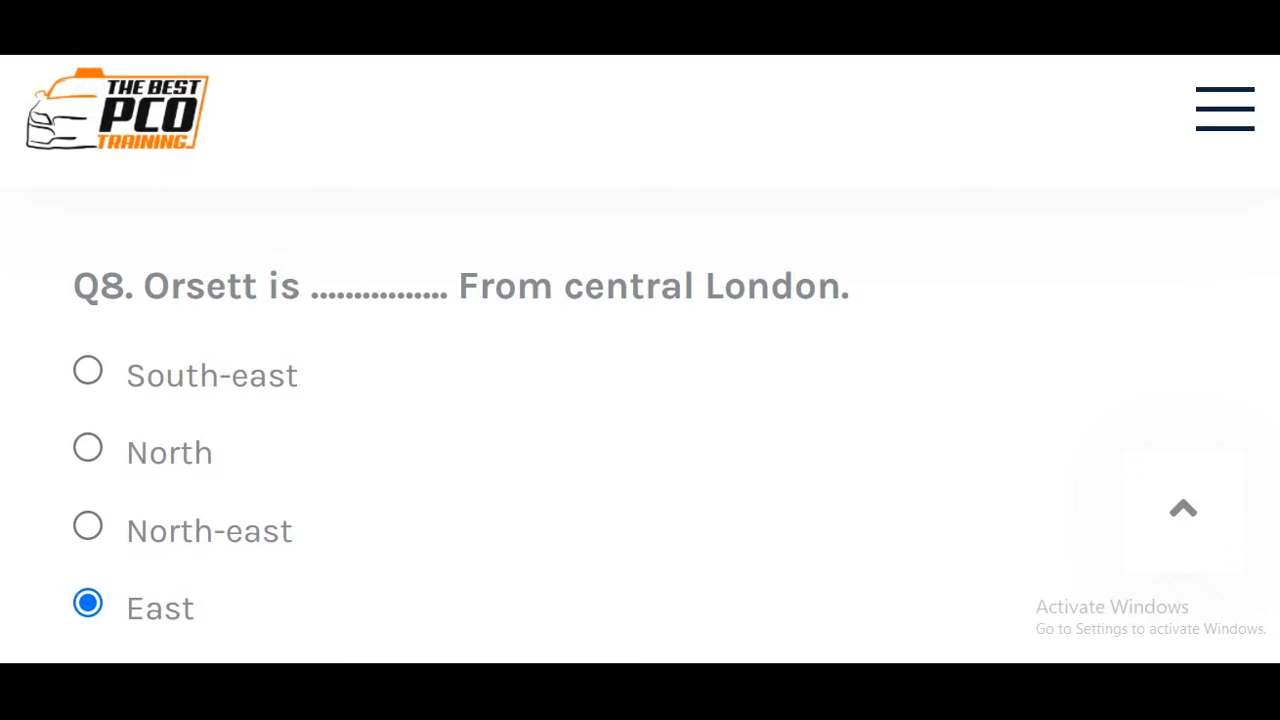 THE BEST
PCO
TRAINING
Q8. Orsett is ................ From central London.
South-east
North
North-east
East
Activate Windows
Go to Settings to activate Windows.